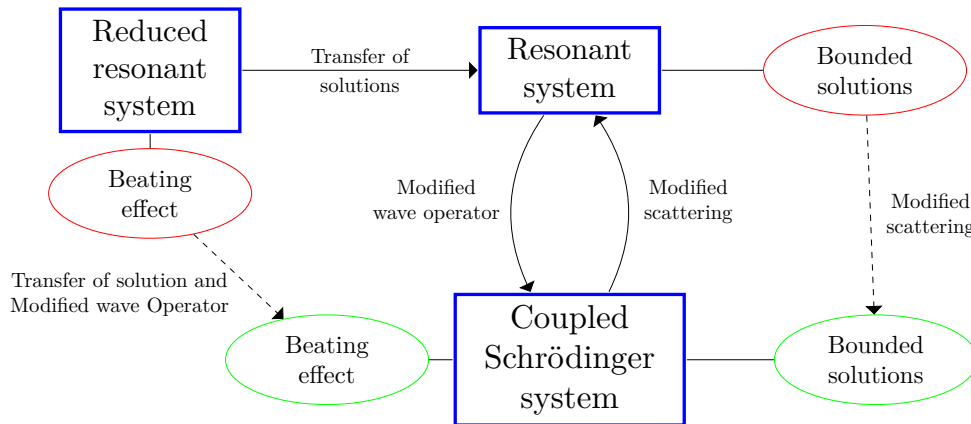 Reduced
resonant
system
Transfer of
solutions
Resonant
system
Bounded
solutions
Beating
effect
Modified
wave operator
Modified
scattering
Modified
scattering
Transfer of solution and
Modified wave Operator
Beating
effect
Coupled
Schrödinger
system
Bounded
solutions